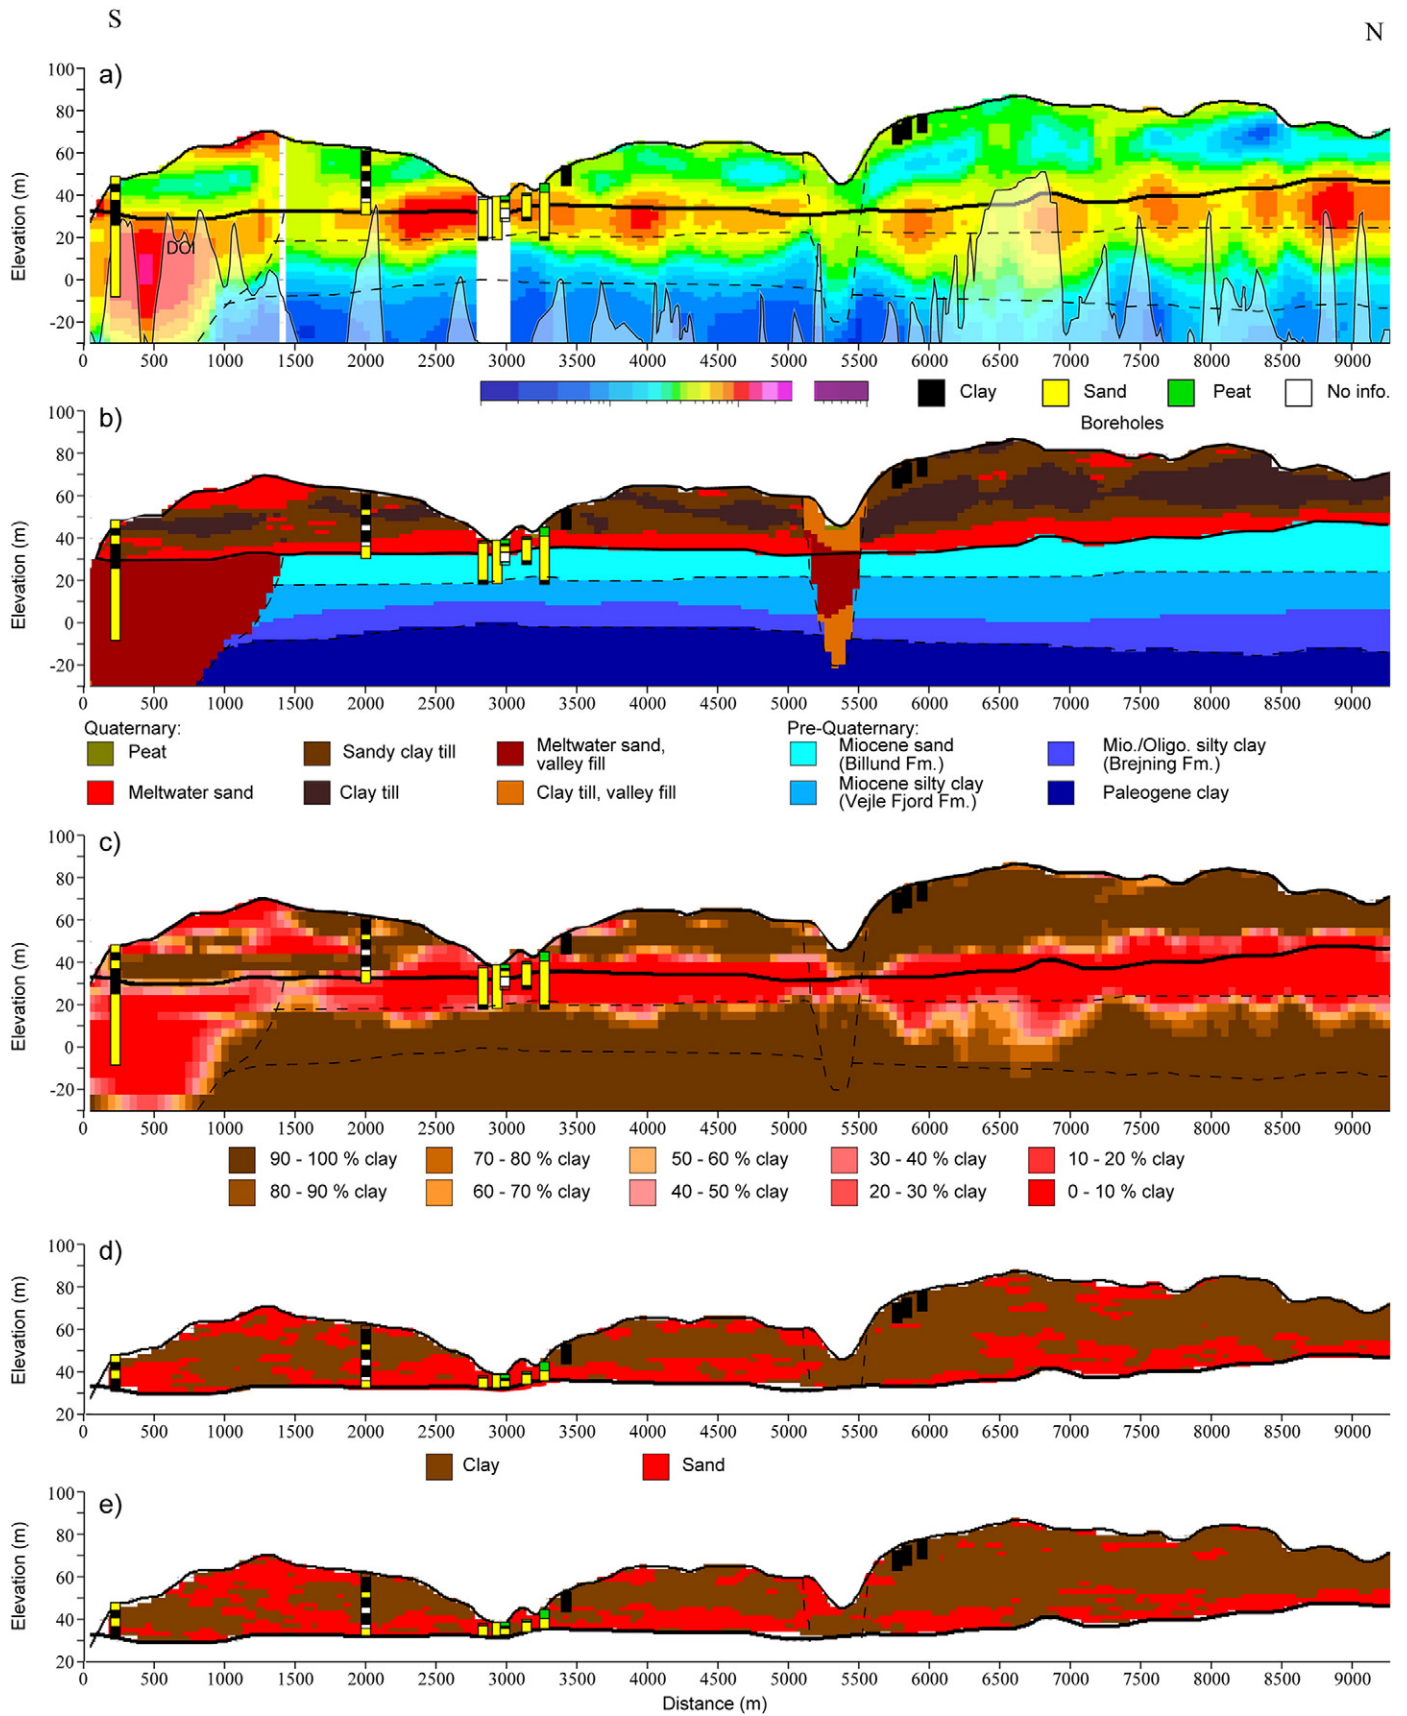 S
N
a)
100
80
60
40
20
0
-20
Elevation (m)
DOI
0 500 1000 1500 2000 2500 3000 3500 4000 4500 5000 5500 6000 6500 7000 7500 8000 8500 9000
Clay Sand Peat No info.
Boreholes
b)
100
80
60
40
20
0
-20
Elevation (m)
0 500 1000 1500 2000 2500 3000 3500 4000 4500 5000 5500 6000 6500 7000 7500 8000 8500 9000
Quaternary:
Peat
Meltwater sand
Sandy clay till
Clay till
Meltwater sand,
valley fill
Clay till, valley fill
Pre-Quaternary:
Miocene sand
(Billund Fm.)
Miocene silty clay
(Vejle Fjord Fm.)
Mio./Oligo. silty clay
(Brejning Fm.)
Paleogene clay
c)
100
80
60
40
20
0
-20
Elevation (m)
0 500 1000 1500 2000 2500 3000 3500 4000 4500 5000 5500 6000 6500 7000 7500 8000 8500 9000
90 - 100 % clay 70 - 80 % clay 50 - 60 % clay 30 - 40 % clay 10 - 20 % clay
80 - 90 % clay 60 - 70 % clay 40 - 50 % clay 20 - 30 % clay 0 - 10 % clay
d)
100
80
60
40
20
Elevation (m)
0 500 1000 1500 2000 2500 3000 3500 4000 4500 5000 5500 6000 6500 7000 7500 8000 8500 9000
Clay Sand
e)
100
80
60
40
20
Elevation (m)
0 500 1000 1500 2000 2500 3000 3500 4000 4500 5000 5500 6000 6500 7000 7500 8000 8500 9000
Distance (m)